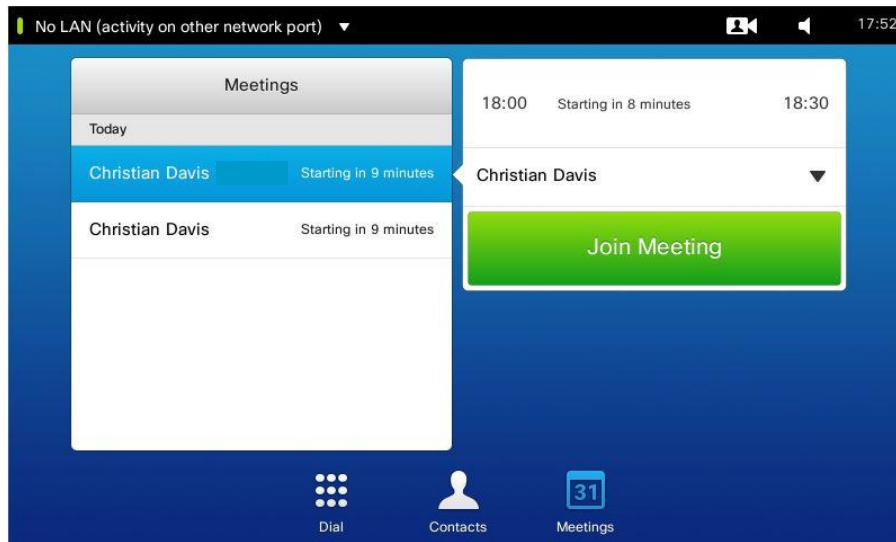 No LAN (activity on other network port) 17:52
Meetings
Today
Christian Davis Starting in 9 minutes
Christian Davis Starting in 9 minutes
18:00 Starting in 8 minutes 18:30
Christian Davis
Join Meeting
Dial
Contacts
31
Meetings